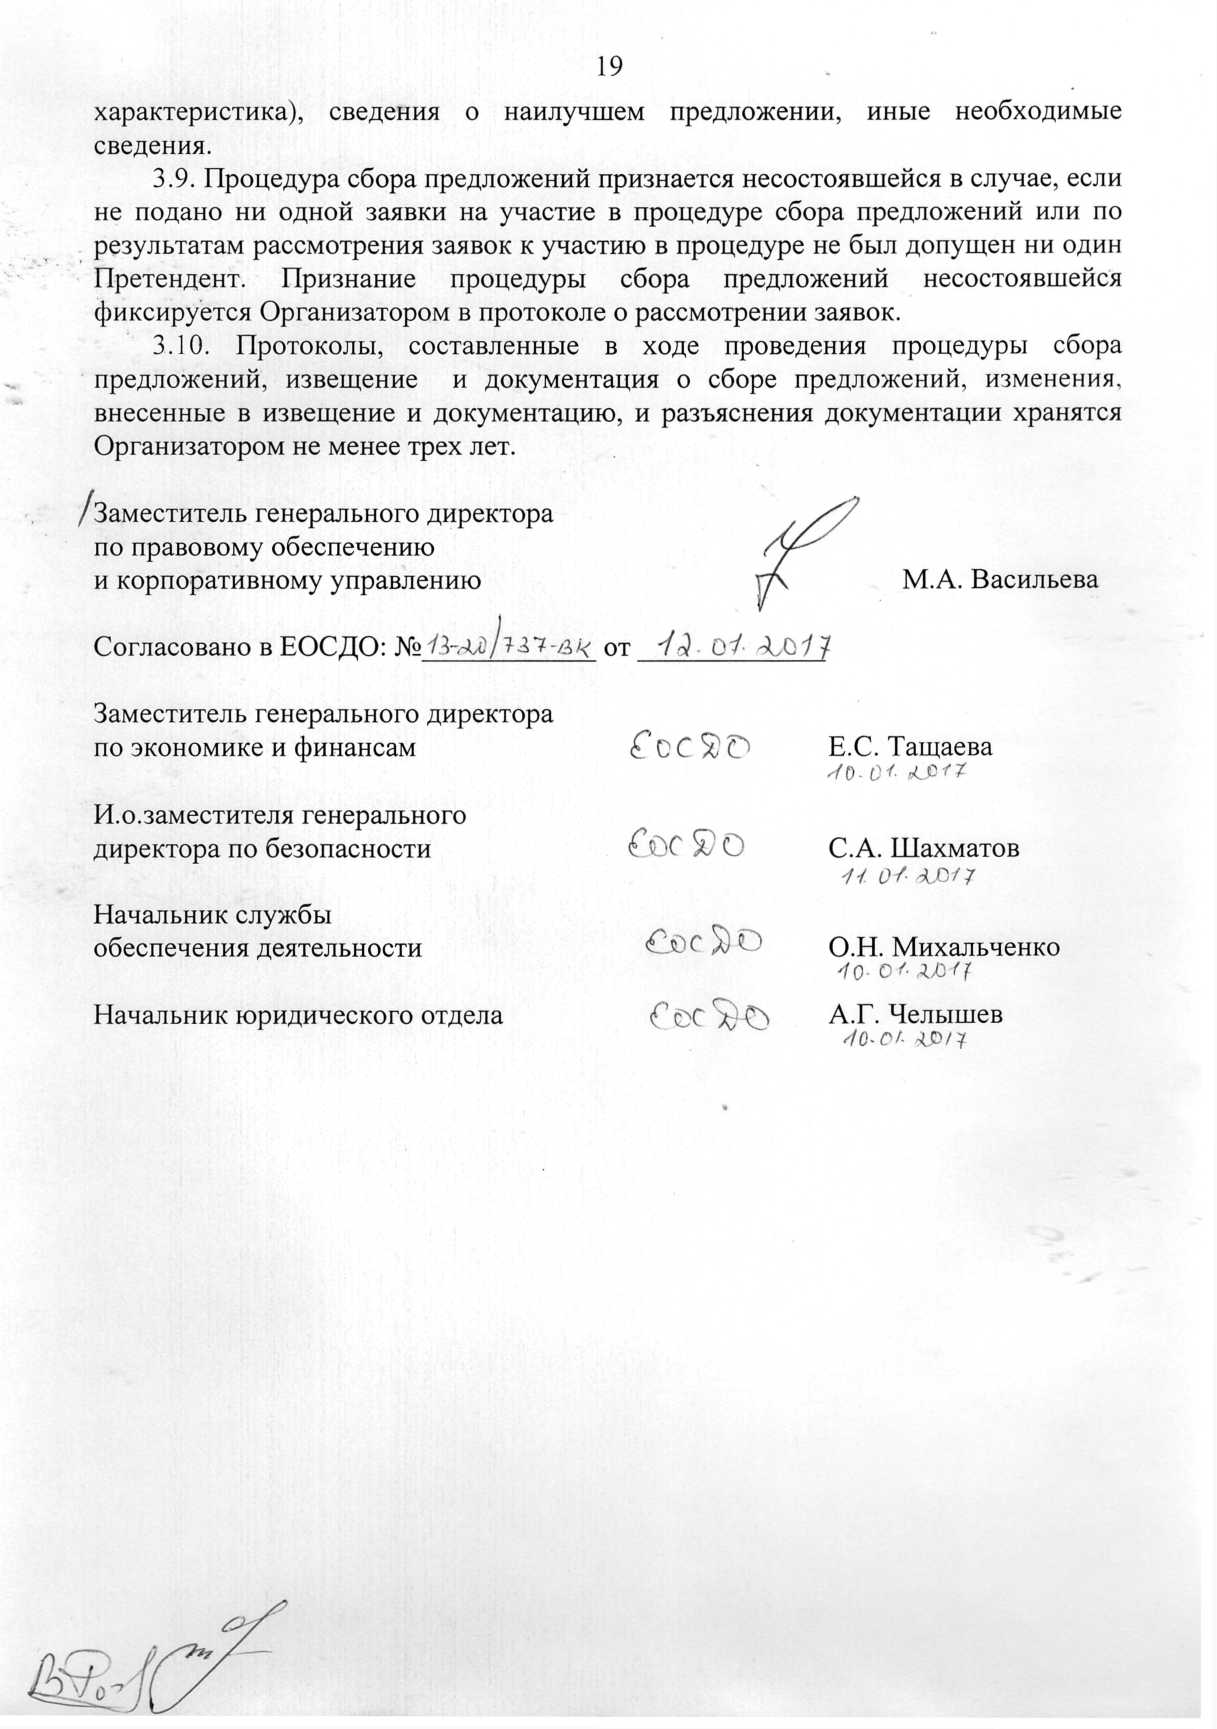 19
характеристика), сведения о наилучшем предложении, иные необходимые
сведения.
3.9. Процедура сбора предложений признается несостоявшейся в случае, если
не подано ни одной заявки на участие в процедуре сбора предложений или по
результатам рассмотрения заявок к участию в процедуре не был допущен ни один
Претендент. Признание процедуры сбора предложений несостоявшейся
фиксируется Организатором в протоколе о рассмотрении заявок.
3.10. Протоколы, составленные в ходе проведения процедуры сбора
предложений, извещение и документация о сборе предложений, изменения,
внесенные в извещение и документацию, и разъяснения документации хранятся
Организатором не менее трех лет.
/Заместитель генерального директора
по правовому обеспечению
и корпоративному управлению М.А. Васильева
Согласовано в ЕОСДО: № 13-20/737-ВК от 12.01.2017
Заместитель генерального директора
по экономике и финансам ЕОСДО Е.С. Тащаева
10.01.2017
И.о.заместителя генерального
директора по безопасности ЕОСДО С.А. Шахматов
11.01.2017
Начальник службы
обеспечения деятельности ЕОСДО О.Н. Михальченко
10.01.2017
Начальник юридического отдела ЕОСДО А.Г. Челышев
10.01.2017